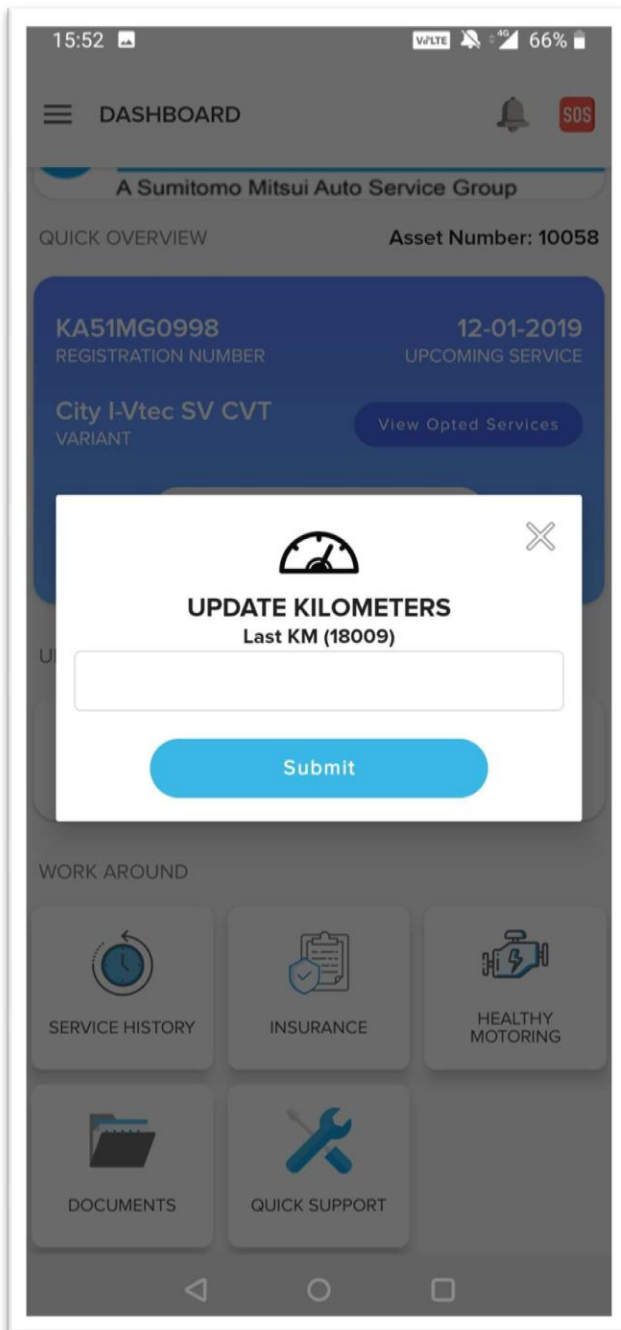 15:52 VoLTE 4G 66%
DASHBOARD SOS
A Sumitomo Mitsui Auto Service Group
QUICK OVERVIEW Asset Number: 10058
KA51MG0998 12-01-2019
REGISTRATION NUMBER UPCOMING SERVICE
City I-Vtec SV CVT
VARIANT View Opted Services
UPDATE KILOMETERS
Last KM (18009)
Submit
WORK AROUND
SERVICE HISTORY INSURANCE HEALTHY
MOTORING
DOCUMENTS QUICK SUPPORT